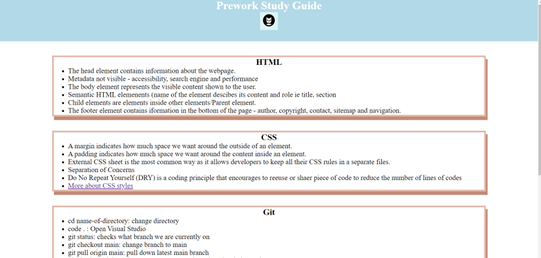 Prework Study Guide
HTML
The head element contains information about the webpage.
Metadata not visible - accessibility, search engine and performance
The body element represents the visible content shown to the user.
Semantic HTML elemenents (name of the element descibes its content and role ie title, section
Child elements are elements inside other elements/Parent element.
The footer element contains iformation in the bottom of the page - author, copyright, contact, sitemap and navigation.
CSS
A margin indicates how much space we want around the outside of an element.
A padding indicates how much space we want around the content inside an element.
External CSS sheet is the most common way as it allows developers to keep all their CSS rules in a separate files.
Separation of Concerns
Do No Repeat Yourself (DRY) is a coding principle that encourages to reuse or sharer piece of code to reduce the number of lines of codes
More about CSS styles
Git
cd name-of-directory: change directory
code . : Open Visual Studio
git status: checks what branch we are currently on
git checkout main: change branch to main
git pull origin main: pull down latest main branch